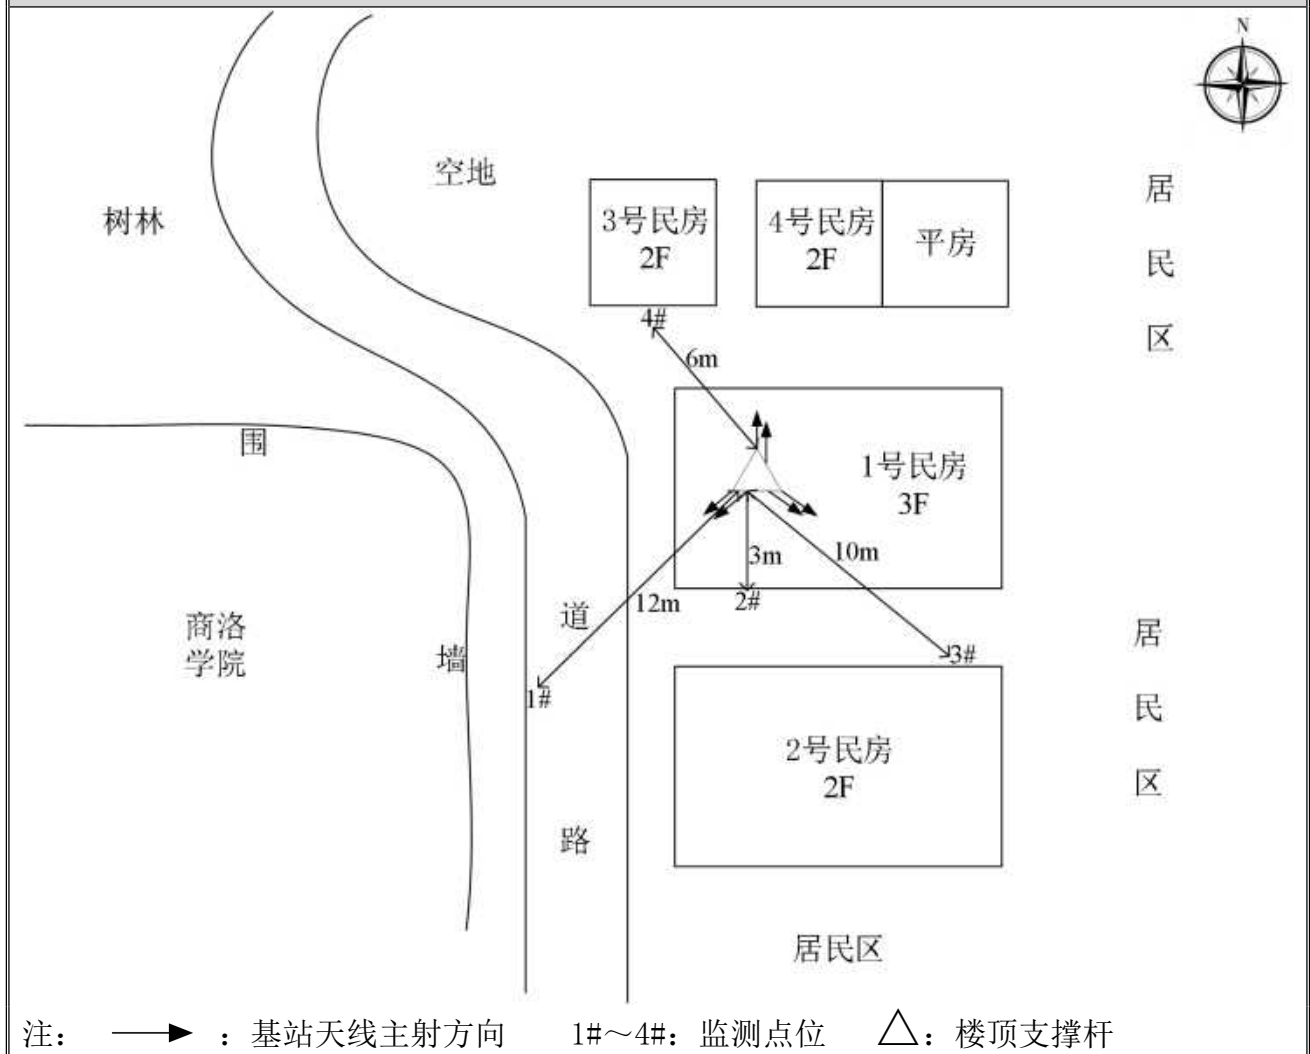 N
空地
树林
3号民房
2F
4号民房
2F
平房
居
民
区
4#
6m
围
1号民房
3F
3m
10m
12m
2#
道
商洛
学院
墙
1#
3#
居
民
区
2号民房
2F
路
居民区
注： ：基站天线主射方向 1#～4#：监测点位 △：楼顶支撑杆